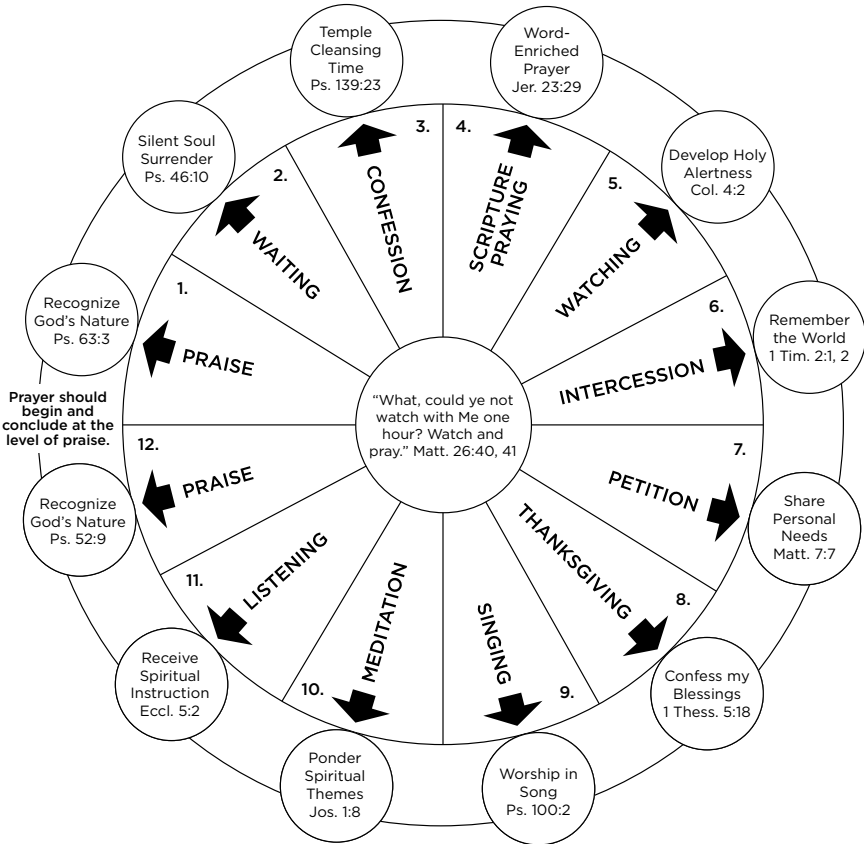 Prayer should
begin and
conclude at the
level of praise.
“What, could ye not
watch with Me one
hour? Watch and
pray.” Matt. 26:40, 41
1.
PRAISE
Recognize
God’s Nature
Ps. 63:3
2.
WAITING
Silent Soul
Surrender
Ps. 46:10
3.
CONFESSION
Temple
Cleansing
Time
Ps. 139:23
4.
SCRIPTURE
PRAYING
Word-
Enriched
Prayer
Jer. 23:29
5.
WATCHING
Develop Holy
Alertness
Col. 4:2
6.
INTERCESSION
Remember
the World
1 Tim. 2:1, 2
7.
PETITION
Share
Personal
Needs
Matt. 7:7
8.
THANKSGIVING
Confess my
Blessings
1 Thess. 5:18
9.
SINGING
Worship in
Song
Ps. 100:2
10.
MEDITATION
Ponder
Spiritual
Themes
Jos. 1:8
11.
LISTENING
Receive
Spiritual
Instruction
Eccl. 5:2
12.
PRAISE
Recognize
God’s Nature
Ps. 52:9